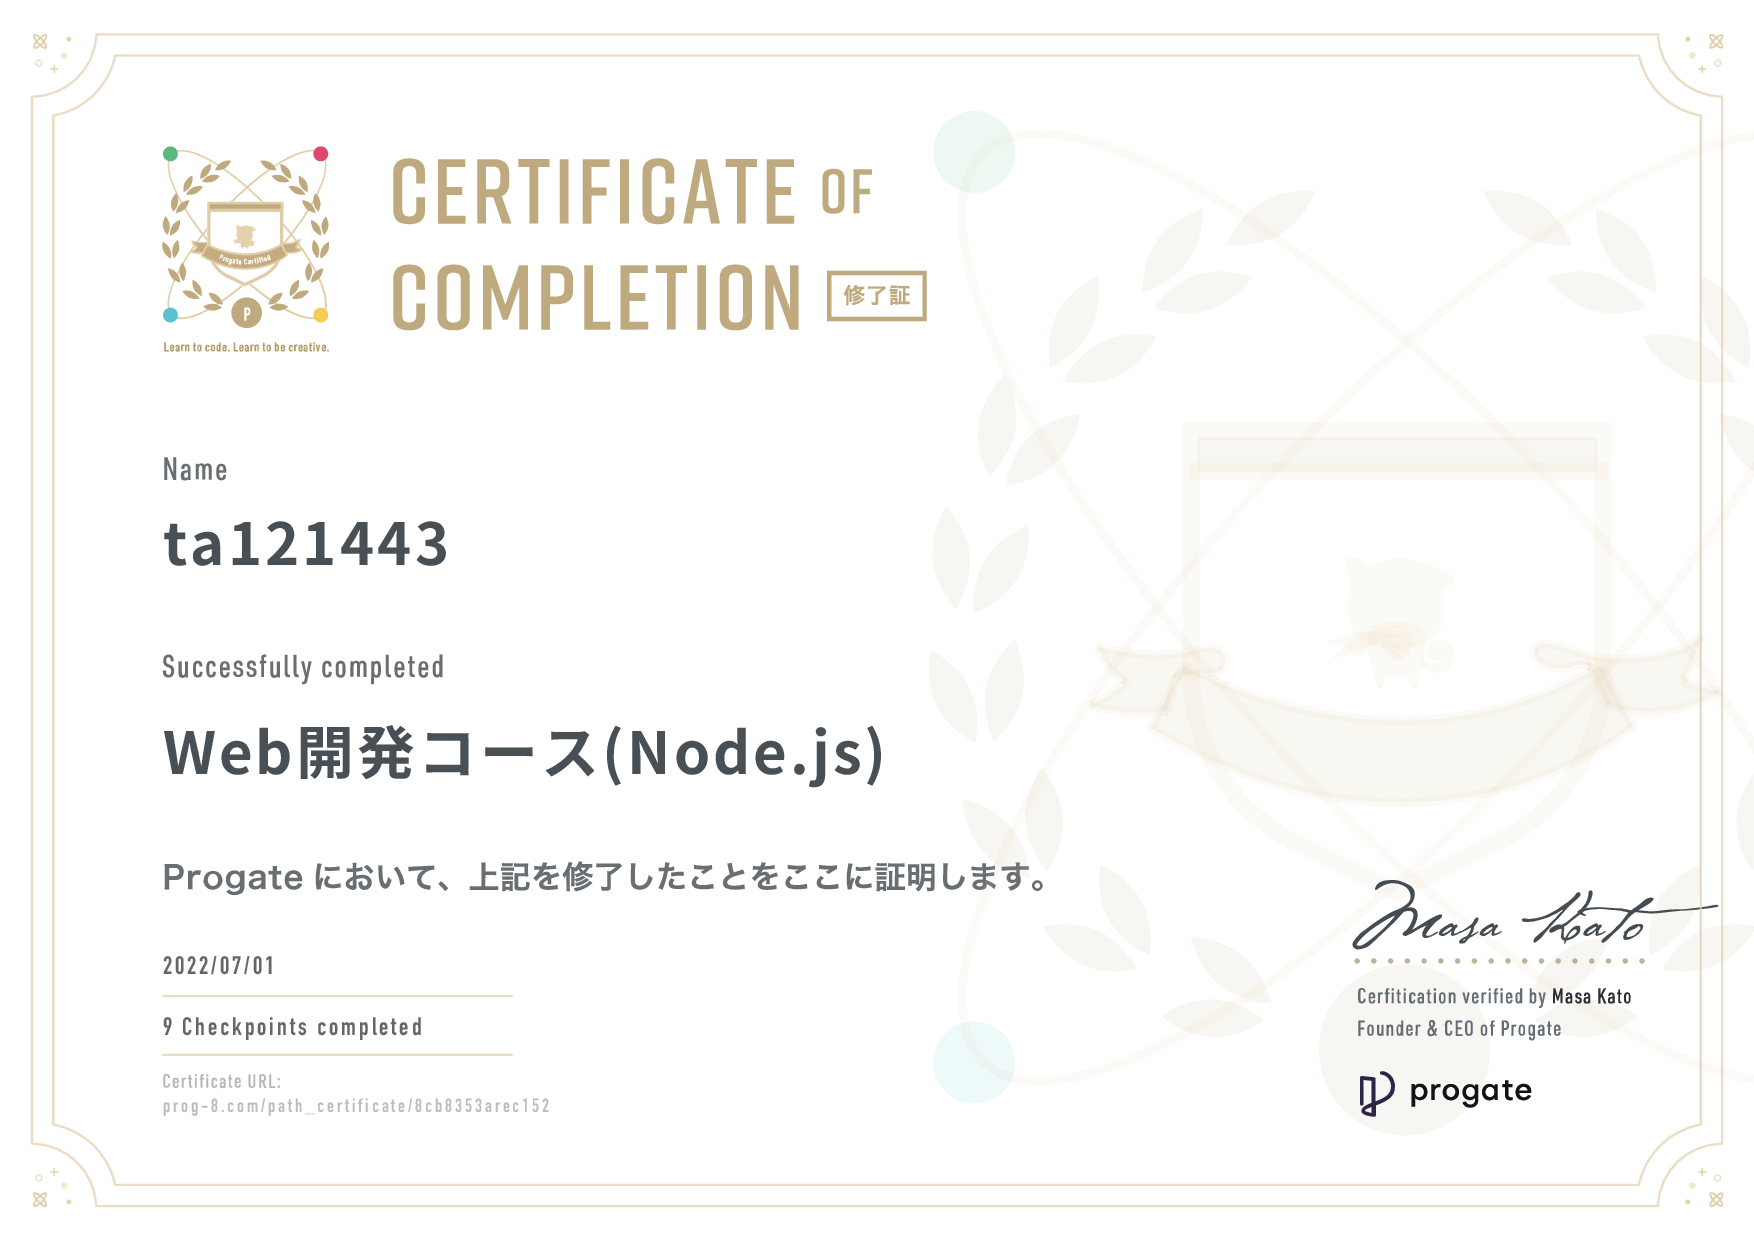 CERTIFICATE OF
COMPLETION 修了証
Progate Certified
P
Learn to code. Learn to be creative.
Name
ta121443
Successfully completed
Web開発コース(Node.js)
Progate において、上記を修了したことをここに証明します。
2022/07/01
9 Checkpoints completed
Certificate URL:
prog-8.com/path_certificate/8cb8353arec152
Masa Kato
Cerfitication verified by Masa Kato
Founder & CEO of Progate
progate